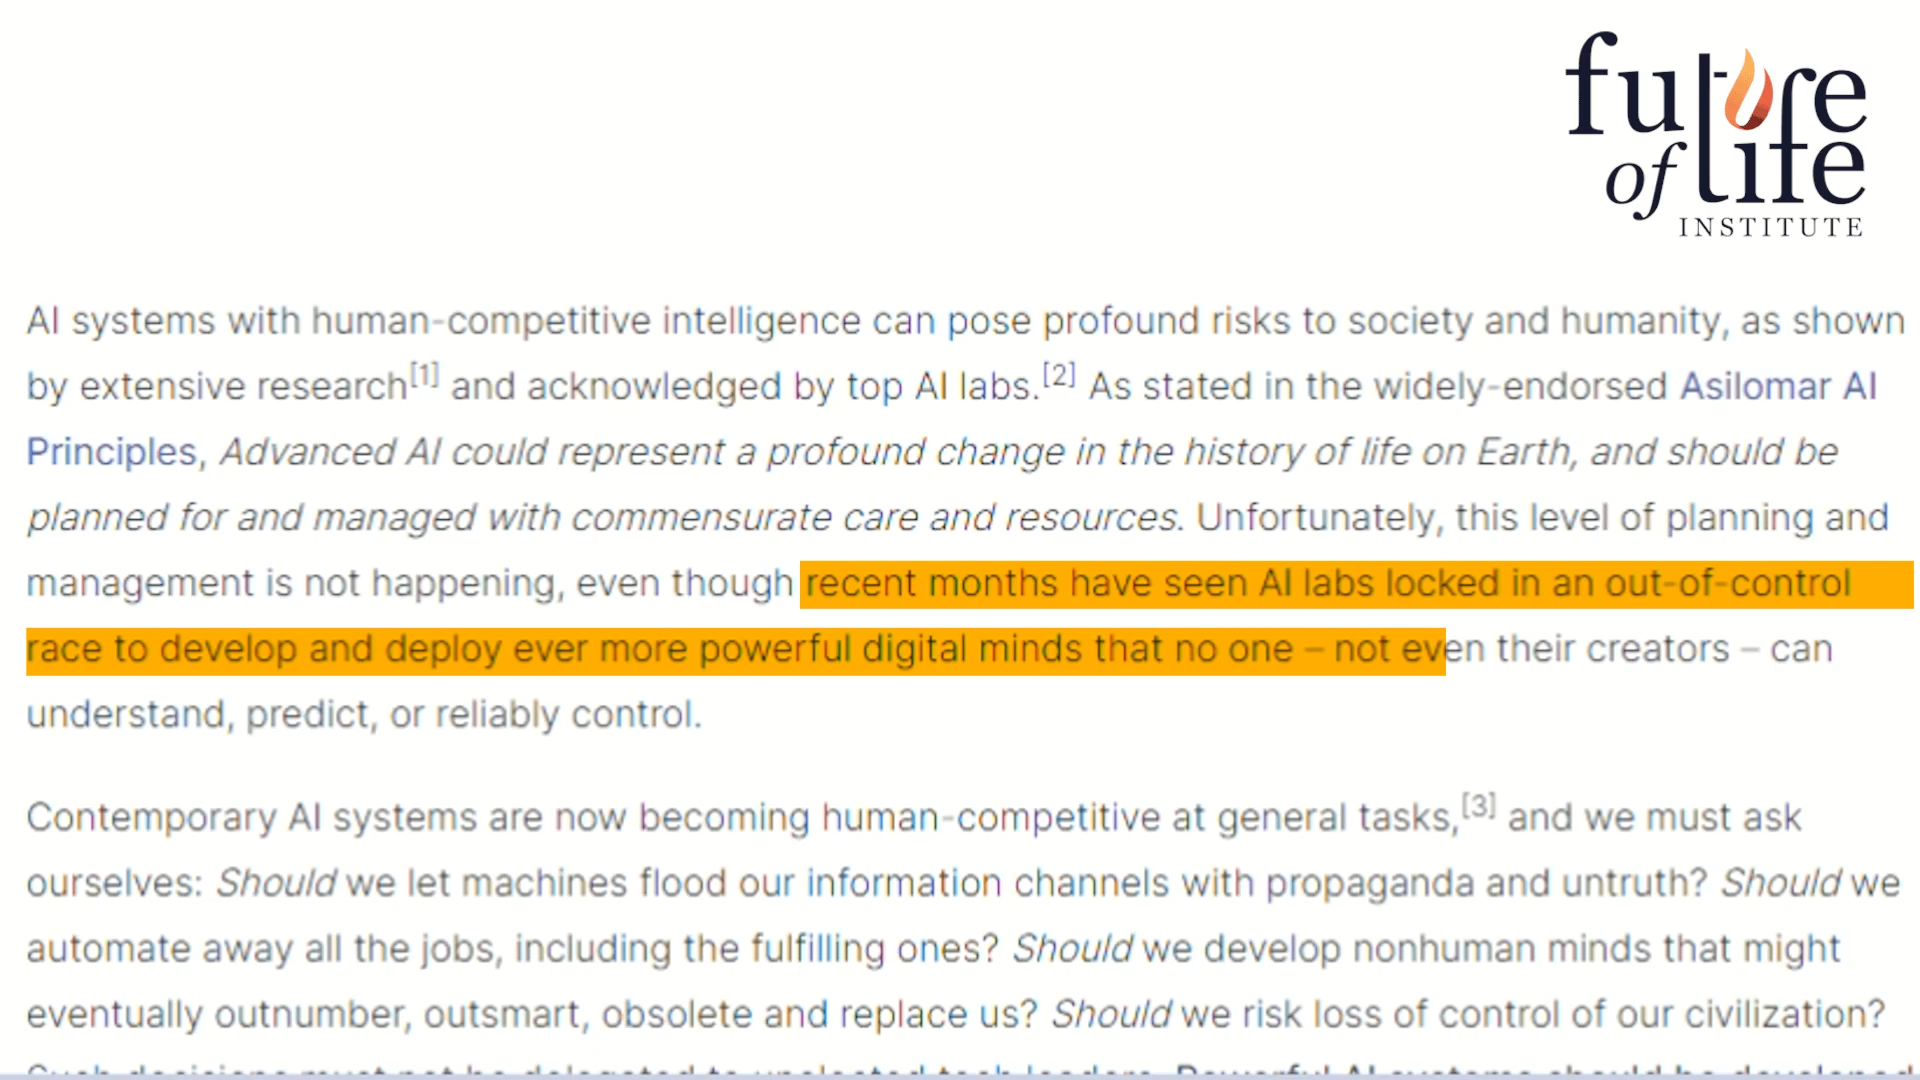 future
of life
INSTITUTE
AI systems with human-competitive intelligence can pose profound risks to society and humanity, as shown
by extensive research[1] and acknowledged by top AI labs.[2] As stated in the widely-endorsed Asilomar AI
Principles, Advanced AI could represent a profound change in the history of life on Earth, and should be
planned for and managed with commensurate care and resources. Unfortunately, this level of planning and
management is not happening, even though recent months have seen AI labs locked in an out-of-control
race to develop and deploy ever more powerful digital minds that no one – not even their creators – can
understand, predict, or reliably control.
Contemporary AI systems are now becoming human-competitive at general tasks,[3] and we must ask
ourselves: Should we let machines flood our information channels with propaganda and untruth? Should we
automate away all the jobs, including the fulfilling ones? Should we develop nonhuman minds that might
eventually outnumber, outsmart, obsolete and replace us? Should we risk loss of control of our civilization?